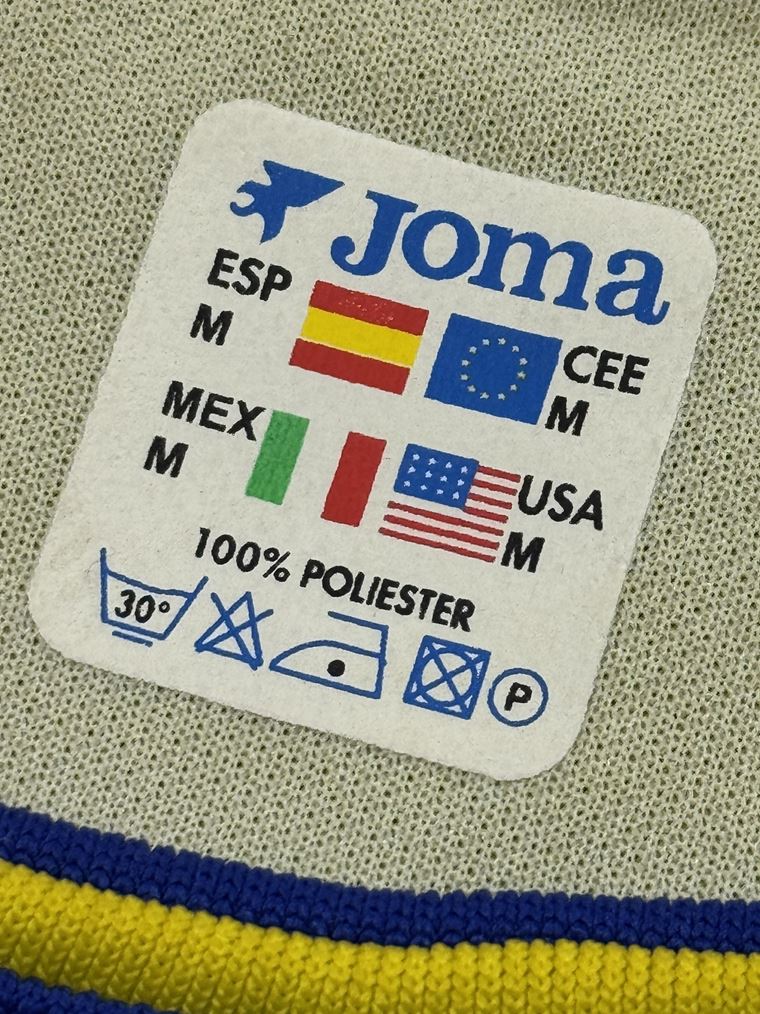 Joma
ESP
M
CEE
M
MEX
M
USA
M
100% POLIESTER
30°
P